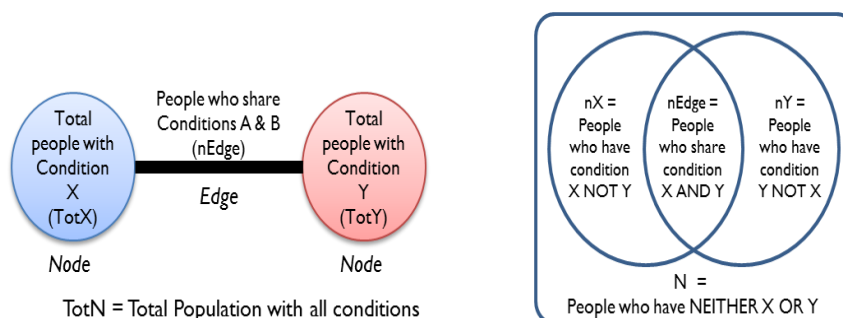 Total
people with
Condition
X
(TotX)
Node
People who share
Conditions A & B
(nEdge)
Edge
Total
people with
Condition
Y
(TotY)
Node
TotN = Total Population with all conditions
nX =
People
who have
condition
X NOT Y
nEdge =
People
who share
condition
X AND Y
nY =
People
who have
condition
Y NOT X
N =
People who have NEITHER X OR Y